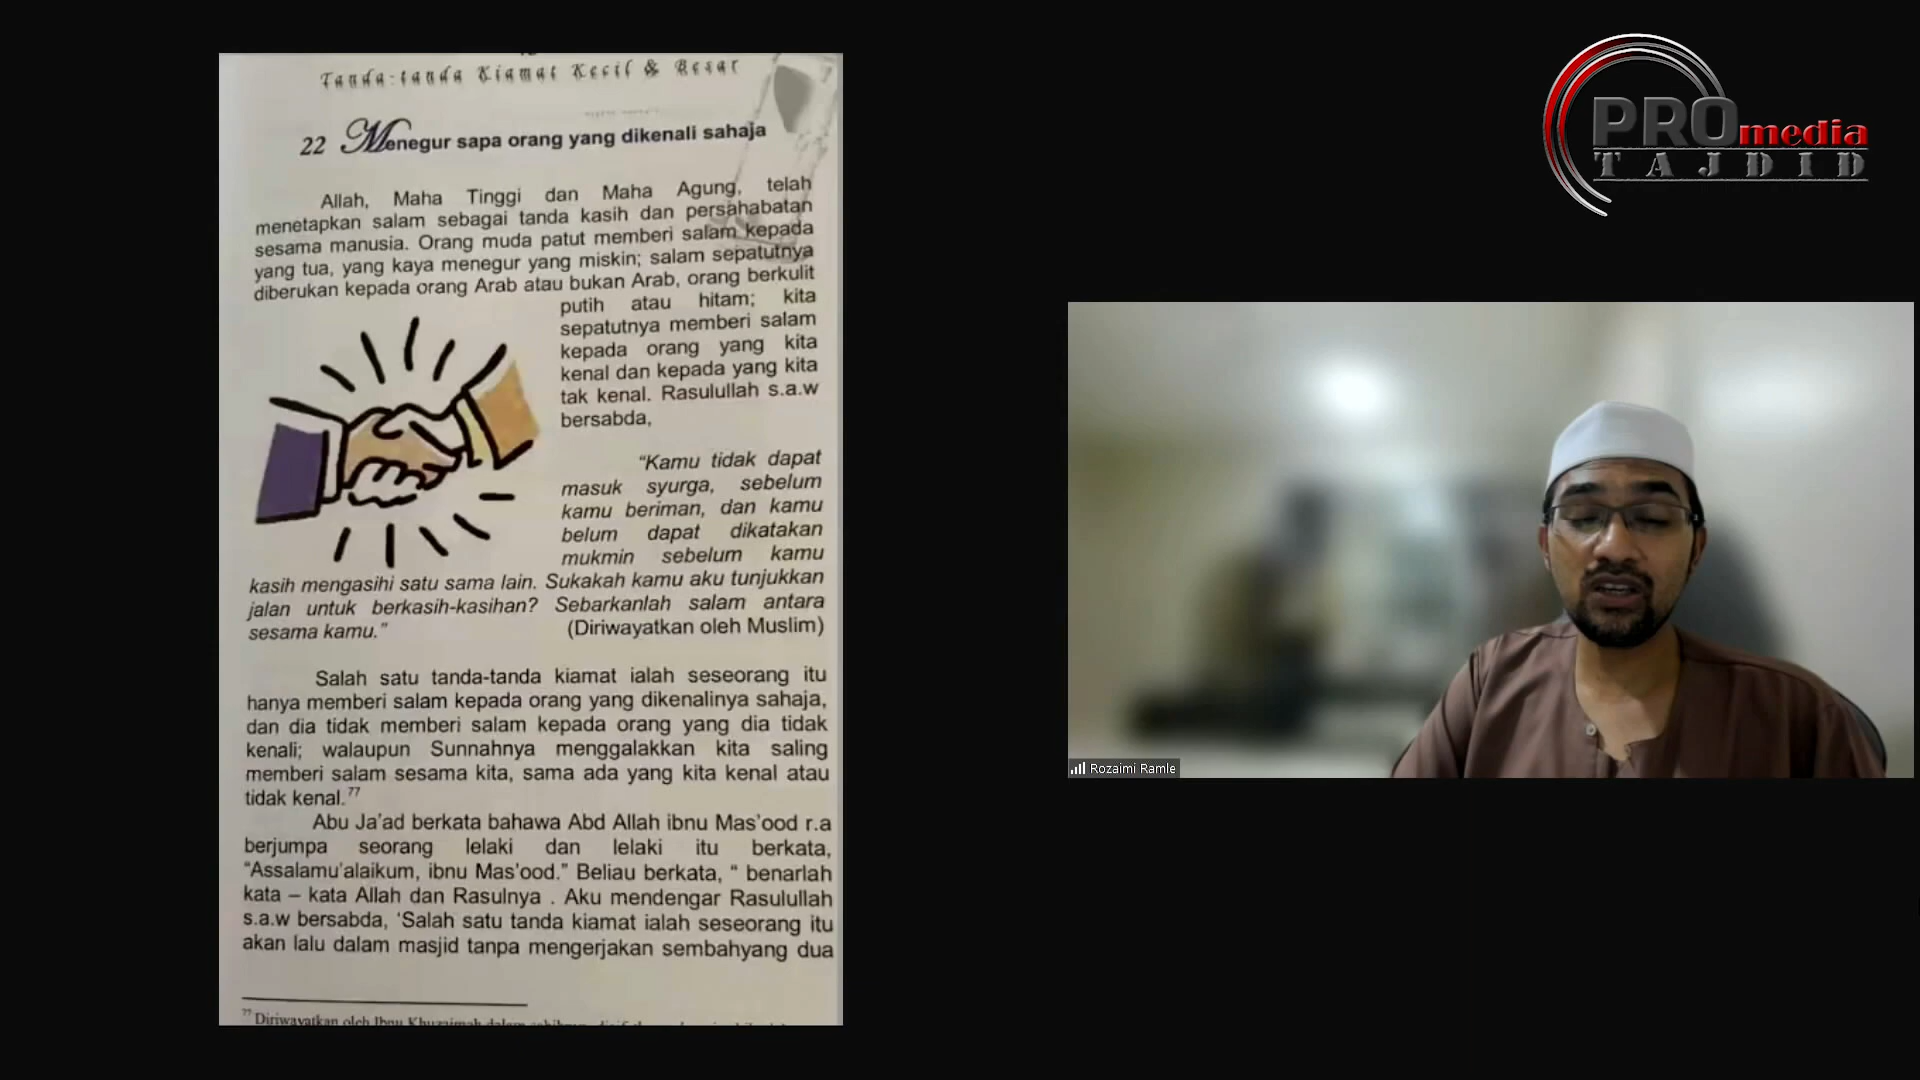 Tanda-tanda Kiamat Kecil & Besar
22 Menegur sapa orang yang dikenali sahaja
Allah, Maha Tinggi dan Maha Agung, telah
menetapkan salam sebagai tanda kasih dan persahabatan
sesama manusia. Orang muda patut memberi salam kepada
yang tua, yang kaya menegur yang miskin; salam sepatutnya
diberukan kepada orang Arab atau bukan Arab, orang berkulit
putih atau hitam; kita
sepatutnya memberi salam
kepada orang yang kita
kenal dan kepada yang kita
tak kenal. Rasulullah s.a.w
bersabda,
“Kamu tidak dapat
masuk syurga, sebelum
kamu beriman, dan kamu
belum dapat dikatakan
mukmin sebelum kamu
kasih mengasihi satu sama lain. Sukakah kamu aku tunjukkan
jalan untuk berkasih-kasihan? Sebarkanlah salam antara
sesama kamu.” (Diriwayatkan oleh Muslim)
Salah satu tanda-tanda kiamat ialah seseorang itu
hanya memberi salam kepada orang yang dikenalinya sahaja,
dan dia tidak memberi salam kepada orang yang dia tidak
kenali; walaupun Sunnahnya menggalakkan kita saling
memberi salam sesama kita, sama ada yang kita kenal atau
tidak kenal.77
Abu Ja’ad berkata bahawa Abd Allah ibnu Mas’ood r.a
berjumpa seorang lelaki dan lelaki itu berkata,
“Assalamu’alaikum, ibnu Mas’ood.” Beliau berkata, “ benarlah
kata – kata Allah dan Rasulnya . Aku mendengar Rasulullah
s.a.w bersabda, ‘Salah satu tanda kiamat ialah seseorang itu
akan lalu dalam masjid tanpa mengerjakan sembahyang dua
77 Diriwayatkan oleh Ibnu Khuzaimah dalam
PROmedia
TAJDID
Rozaimi Ramle